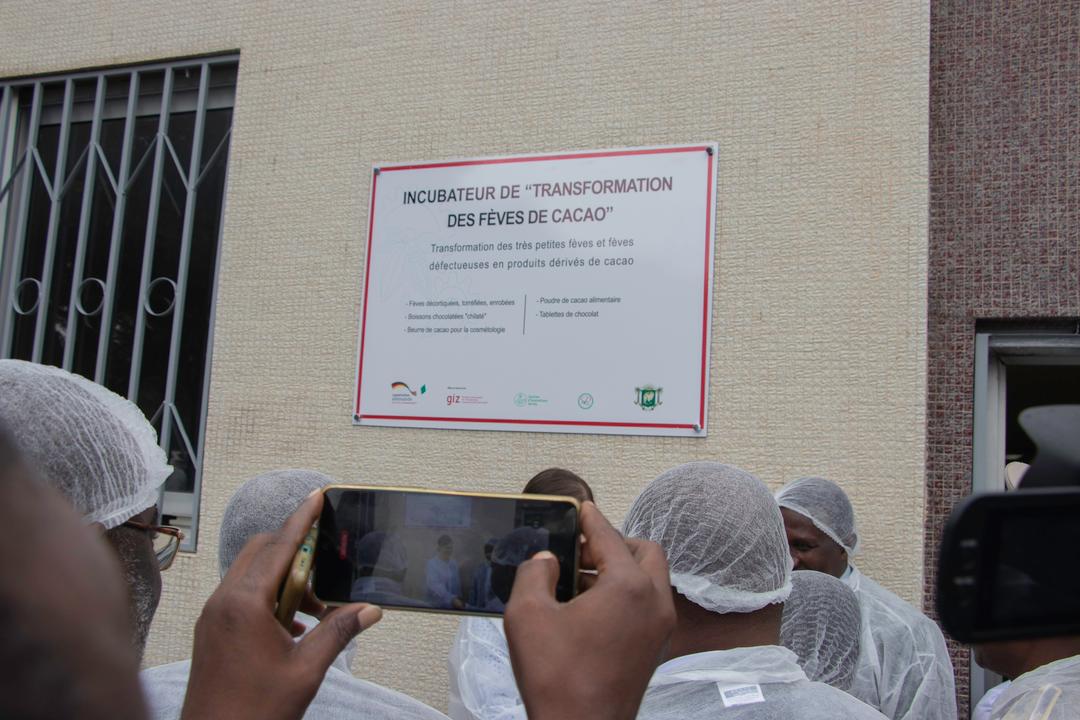 INCUBATEUR DE “TRANSFORMATION
DES FÈVES DE CACAO”
Transformation des très petites fèves et fèves
défectueuses en produits dérivés de cacao
- Fèves décortiquées, torréfiées, enrobées
- Boissons chocolatées "chilaté"
- Beurre de cacao pour la cosmétologie
- Poudre de cacao alimentaire
- Tablettes de chocolat
giz